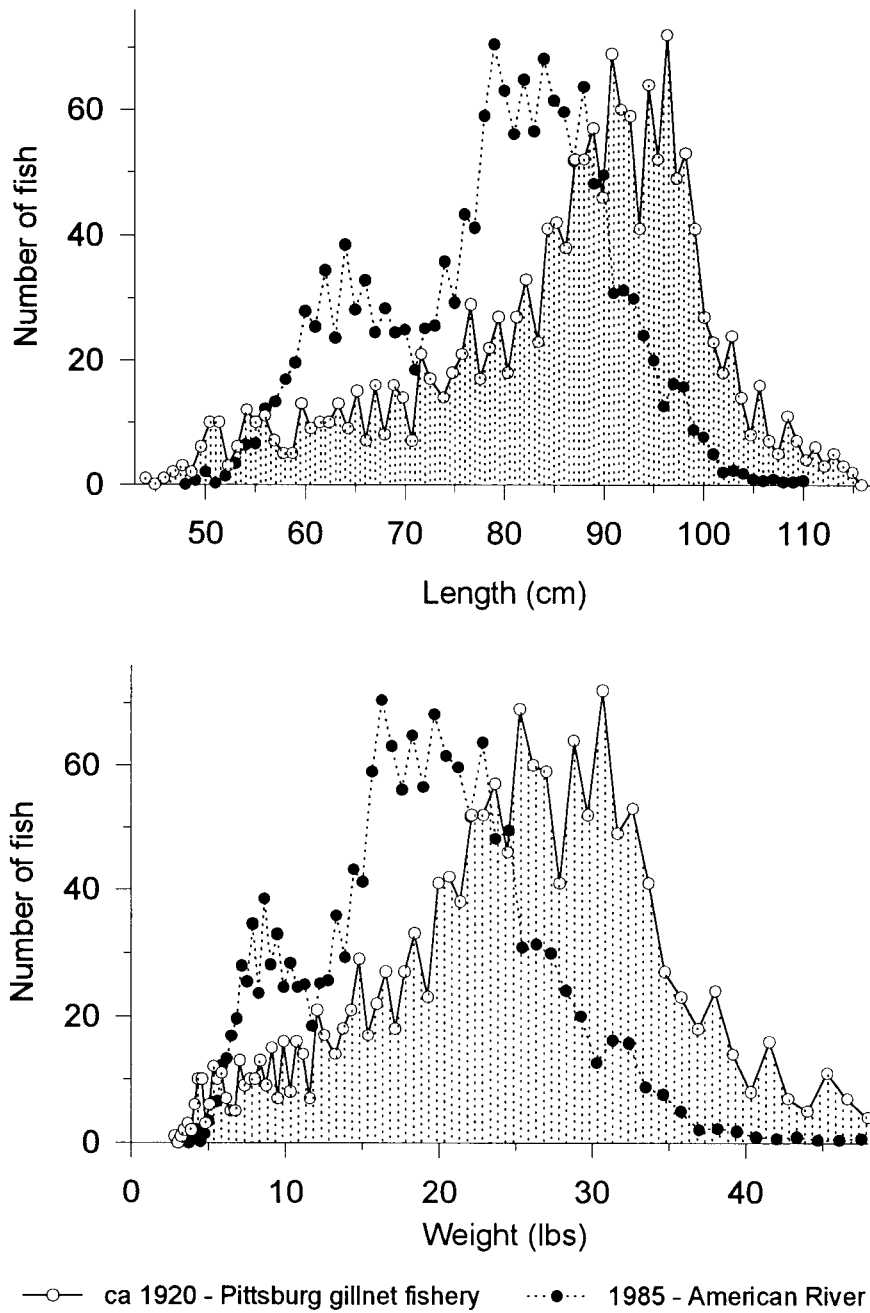 Number of fish
60
40
20
0
50 60 70 80 90 100 110
Length (cm)
Number of fish
60
40
20
0
0 10 20 30 40
Weight (lbs)
ca 1920 - Pittsburg gillnet fishery 1985 - American River